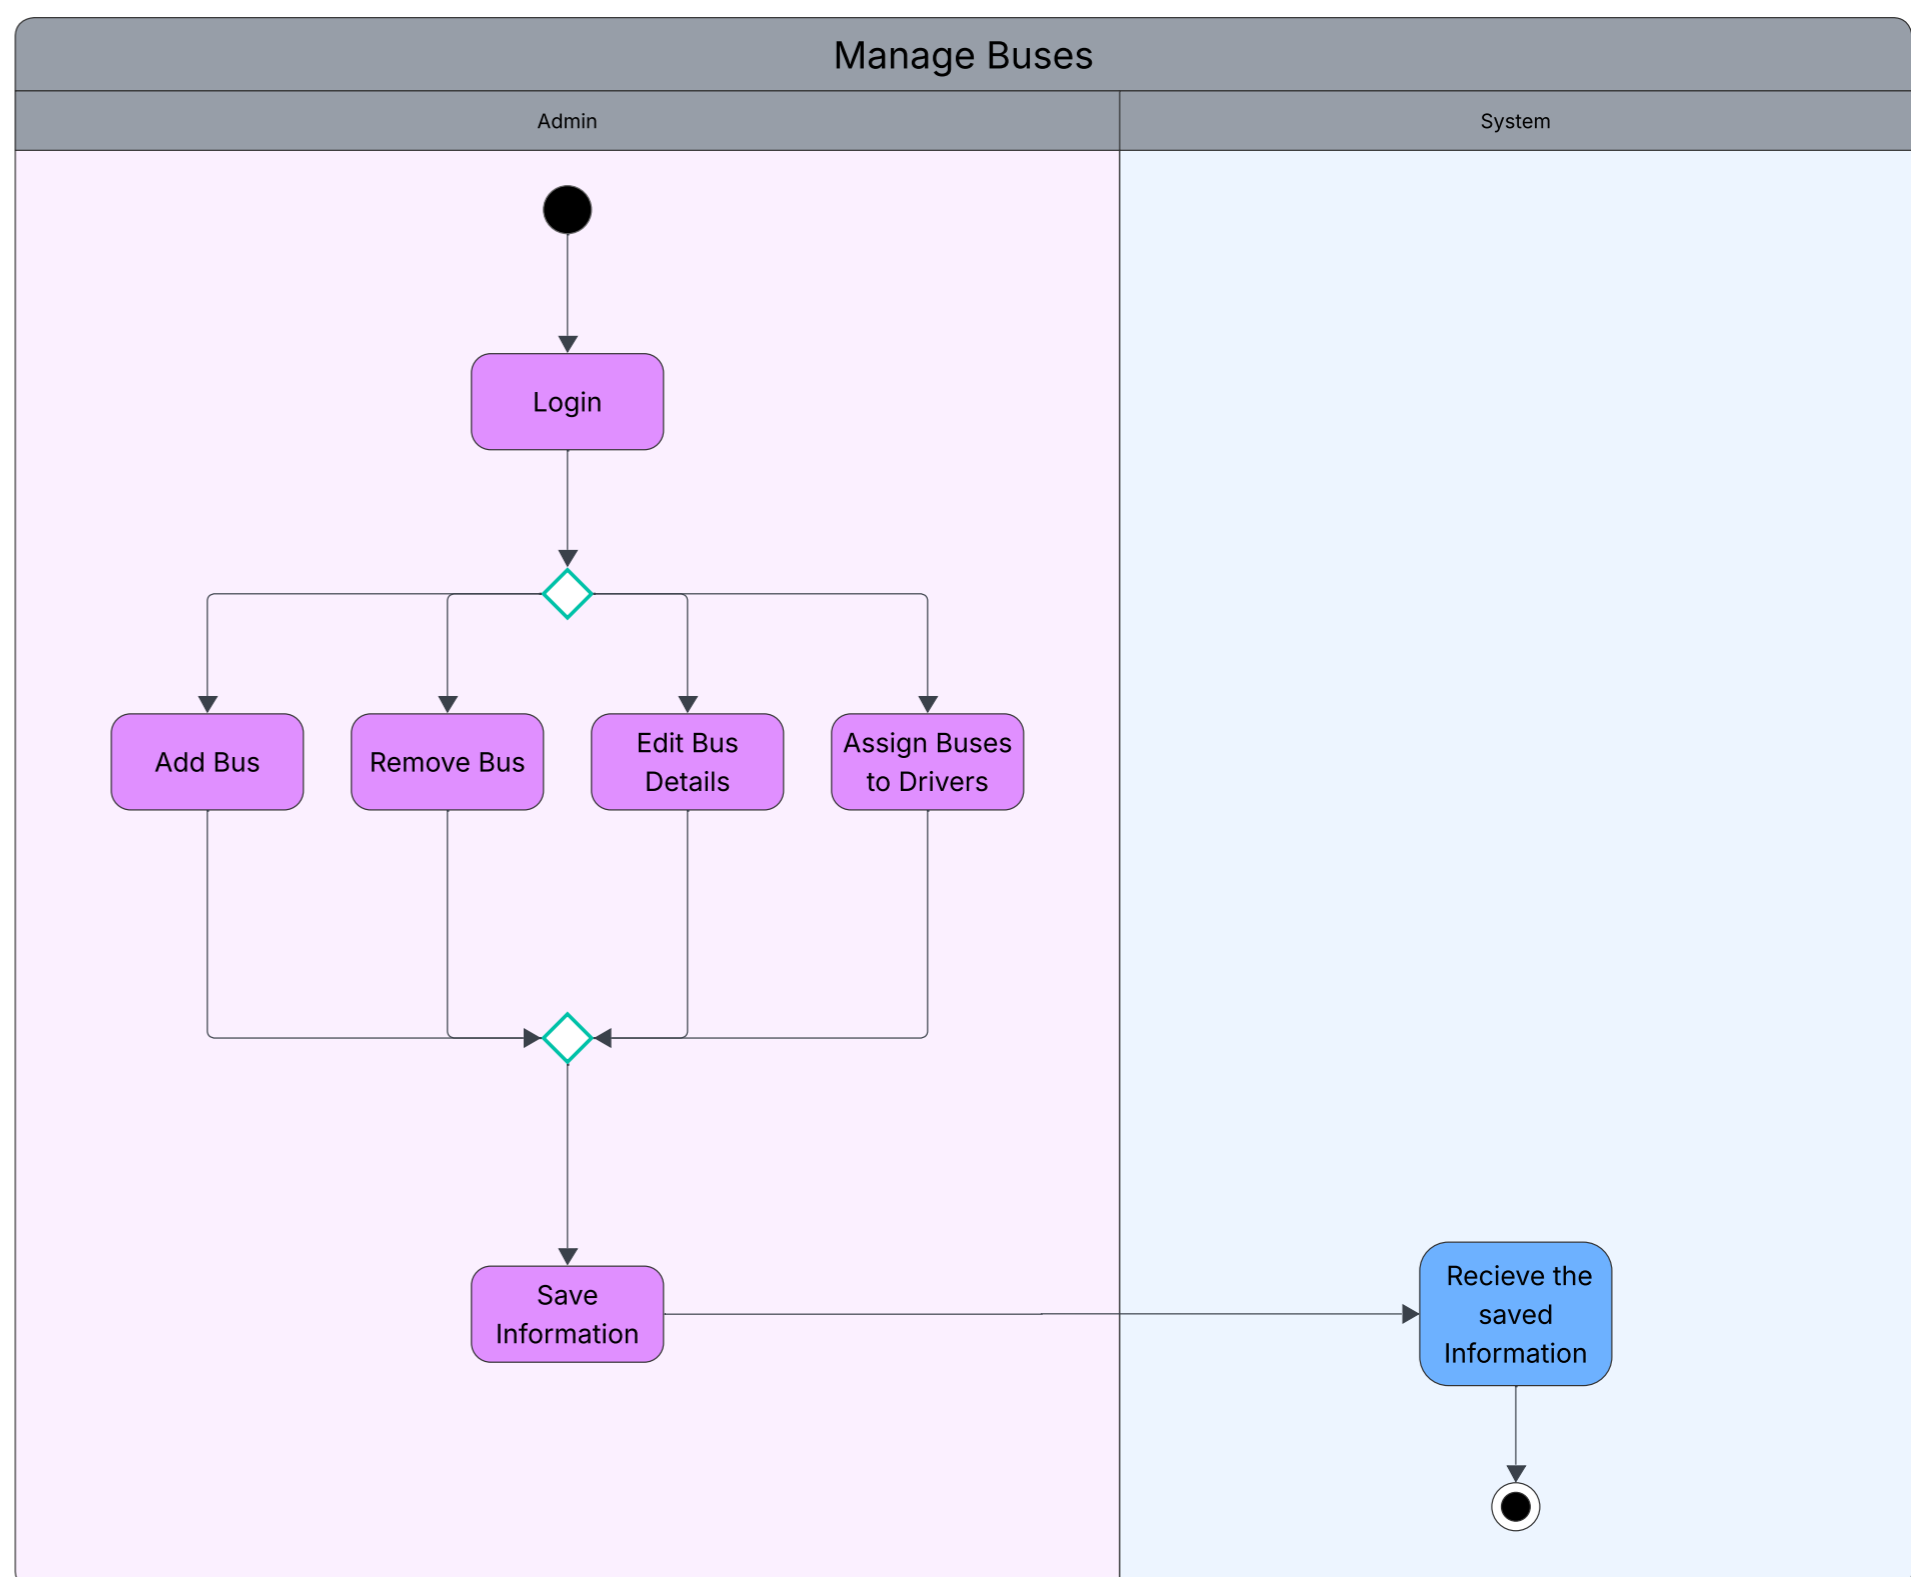 Manage Buses
Admin
System
Login
Add Bus
Remove Bus
Edit Bus
Details
Assign Buses
to Drivers
Save
Information
Recieve the
saved
Information